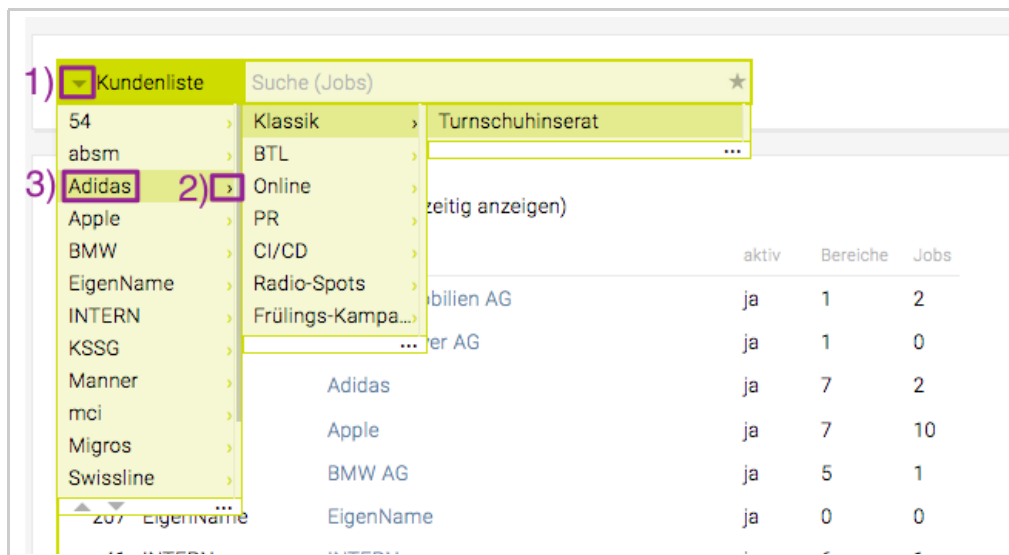 1) Kundenliste Suche (Jobs) ★
54 › Klassik › Turnschuhinserat
absm › BTL › ...
3) Adidas 2) › Online ›
zeitig anzeigen)
Apple › PR ›
BMW › CI/CD › aktiv Bereiche Jobs
EigenName › Radio-Spots ›
bilien AG ja 1 2
INTERN › Frülings-Kampa...›
KSSG › ... er AG ja 1 0
Manner › Adidas ja 7 2
mci ›
Apple ja 7 10
Migros ›
Swissline › BMW AG ja 5 1
...
207 EigenName EigenName ja 0 0